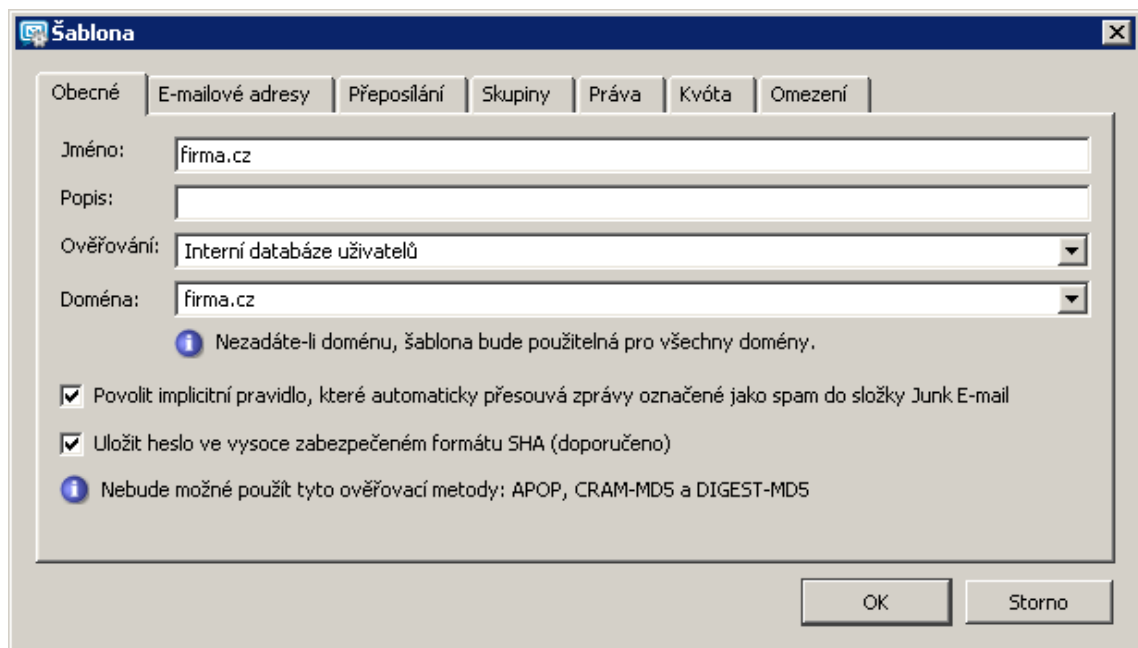 Šablona
Obecné E-mailové adresy Přeposílání Skupiny Práva Kvóta Omezení
Jméno: firma.cz
Popis:
Ověřování: Interní databáze uživatelů
Doména: firma.cz
Nezadáte-li doménu, šablona bude použitelná pro všechny domény.
Povolit implicitní pravidlo, které automaticky přesouvá zprávy označené jako spam do složky Junk E-mail
Uložit heslo ve vysoce zabezpečeném formátu SHA (doporučeno)
Nebude možné použít tyto ověřovací metody: APOP, CRAM-MD5 a DIGEST-MD5
OK Storno